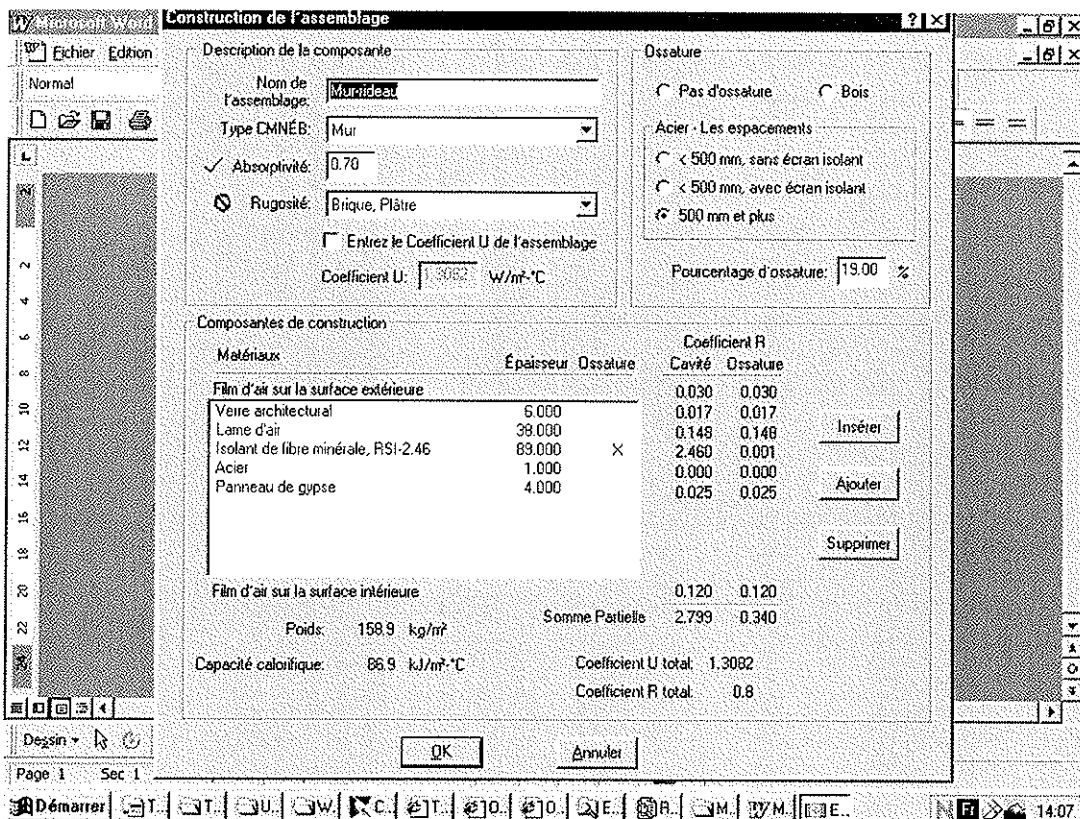 Microsoft Word
Construction de l'assemblage
Fichier Edition
Normal
Description de la composante
Nom de l'assemblage: Mur-rideau
Type CMNÉB: Mur
Absorptivité: 0.70
Rugosité: Brique, Plâtre
Entrez le Coefficient U de l'assemblage
Coefficient U: 1.3082 W/m²-°C
Ossature
Pas d'ossature Bois
Acier - Les espacements
< 500 mm, sans écran isolant
< 500 mm, avec écran isolant
500 mm et plus
Pourcentage d'ossature: 19.00 %
Composantes de construction
Coefficient R
Matériaux Épaisseur Ossature Cavité Ossature
Film d'air sur la surface extérieure 0.030 0.030
Verre architectural 6.000 0.017 0.017
Lame d'air 38.000 0.148 0.148
Isolant de fibre minérale, RSI-2.46 89.000 X 2.460 0.001
Acier 1.000 0.000 0.000
Panneau de gypse 4.000 0.025 0.025
Insérer
Ajouter
Supprimer
Film d'air sur la surface intérieure 0.120 0.120
Somme Partielle 2.799 0.340
Poids: 158.9 kg/m²
Capacité calorifique: 86.9 kJ/m²-°C
Coefficient U total: 1.3082
Coefficient R total: 0.8
OK Annuler
Dessin
Page 1 Sec 1
Démarrer T.. T.. U.. W.. C.. T.. O.. O.. E.. R.. M.. M.. E.. Fr 14:07